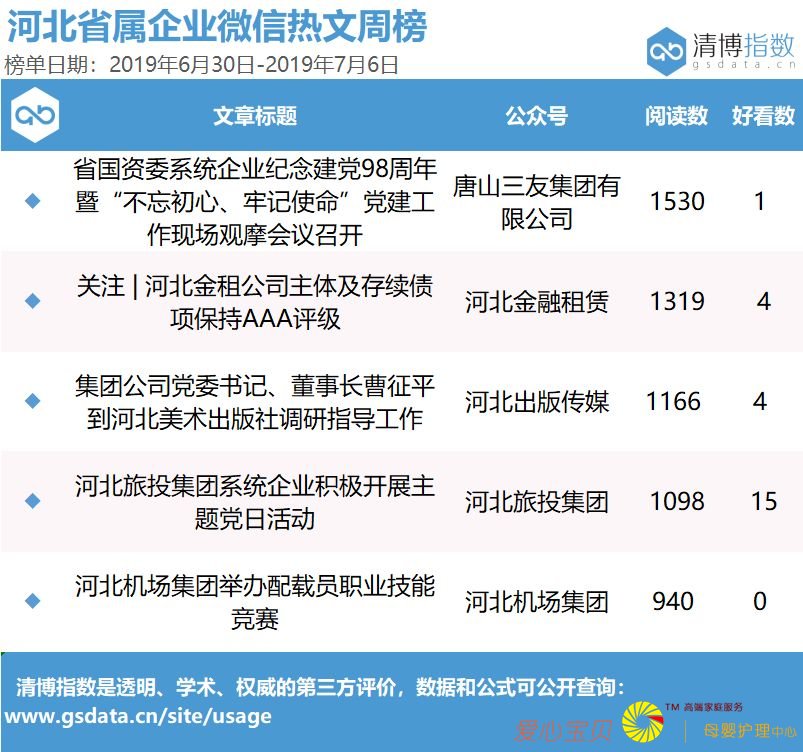 河北省属企业微信热文周榜
榜单日期：2019年6月30日-2019年7月6日
清博指数
gsdata.cn
文章标题 公众号 阅读数 好看数
省国资委系统企业纪念建党98周年
暨“不忘初心、牢记使命”党建工
作现场观摩会议召开
唐山三友集团有
限公司
1530 1
关注 | 河北金租公司主体及存续债
项保持AAA评级
河北金融租赁 1319 4
集团公司党委书记、董事长曹征平
到河北美术出版社调研指导工作
河北出版传媒 1166 4
河北旅投集团系统企业积极开展主
题党日活动
河北旅投集团 1098 15
河北机场集团举办配载员职业技能
竞赛
河北机场集团 940 0
清博指数是透明、学术、权威的第三方评价，数据和公式可公开查询：
www.gsdata.cn/site/usage
爱心宝贝
TM 高端家庭服务
母婴护理中心